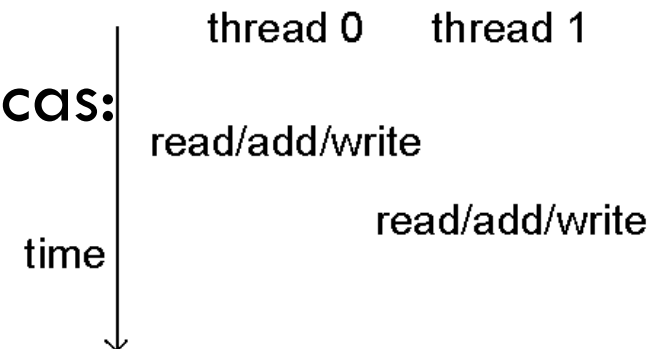 thread 0 thread 1
cas:
read/add/write
read/add/write
time